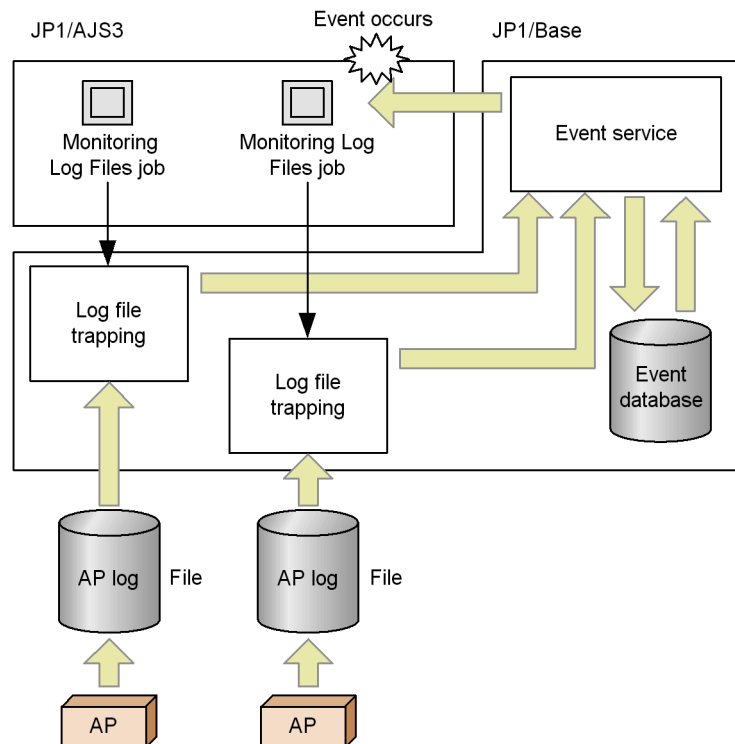 Event occurs
JP1/AJS3
JP1/Base
Monitoring
Log Files job
Monitoring Log
Files job
Event service
Log file
trapping
Log file
trapping
Event
database
AP log
File
AP log
File
AP
AP